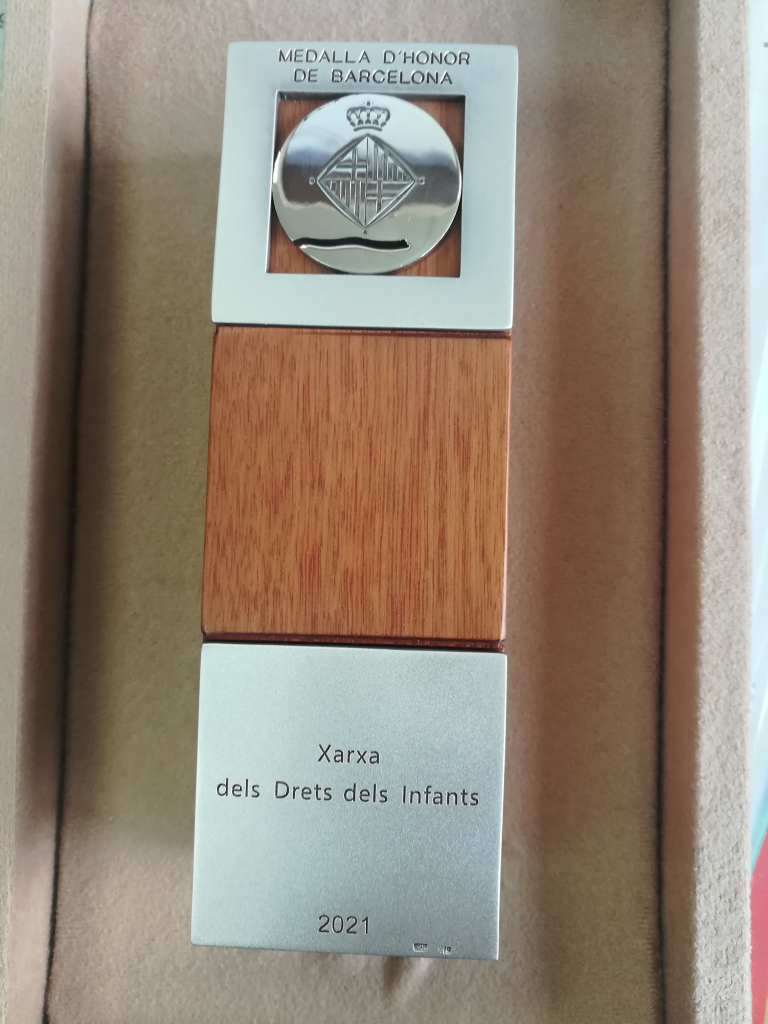 MEDALLA D'HONOR
DE BARCELONA
Xarxa
dels Drets dels Infants
2021